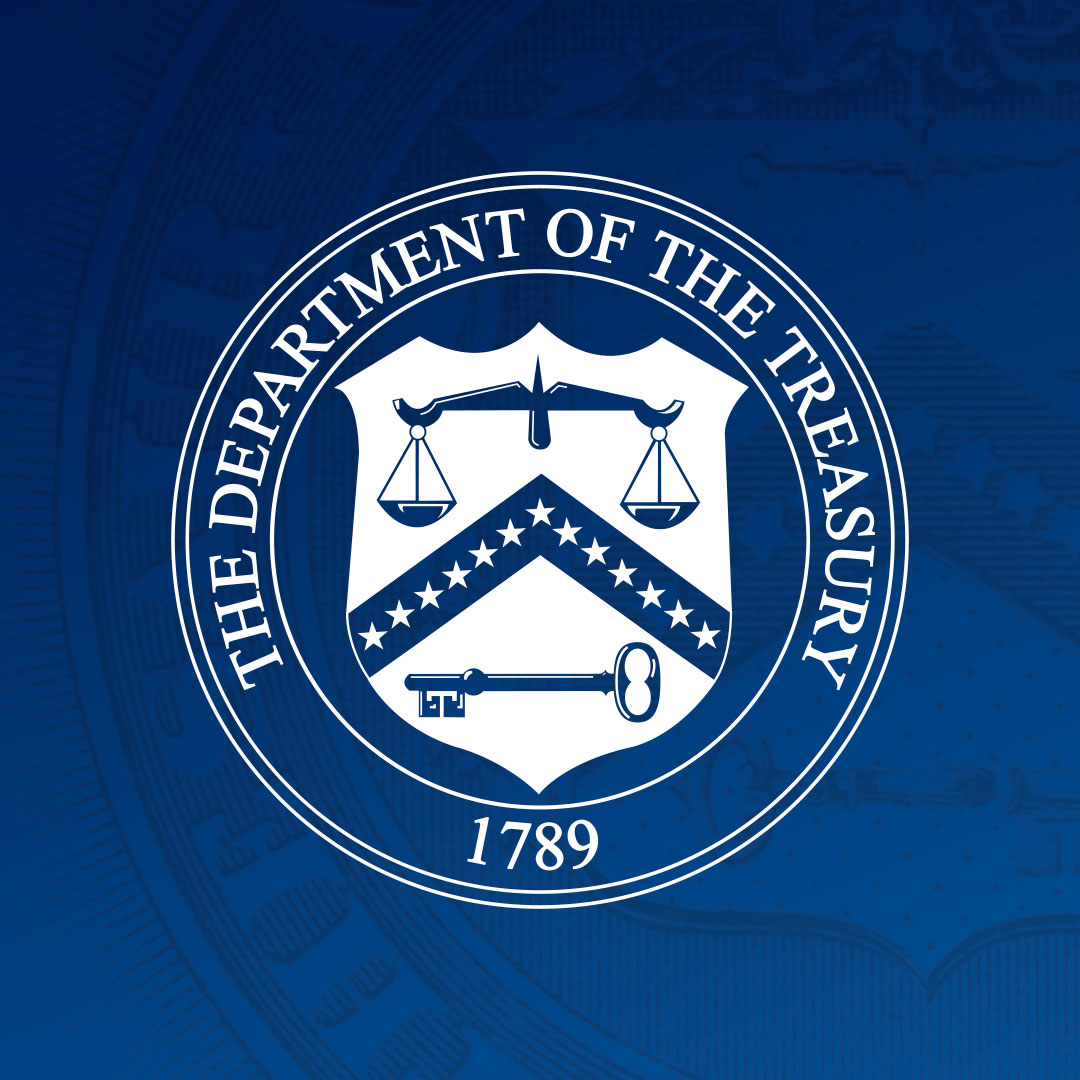 THE DEPARTMENT OF THE TREASURY
1789